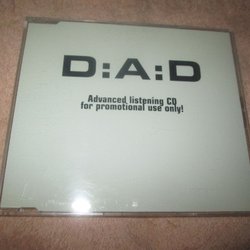 D:A:D
Advanced listening CD
for promotional use only!